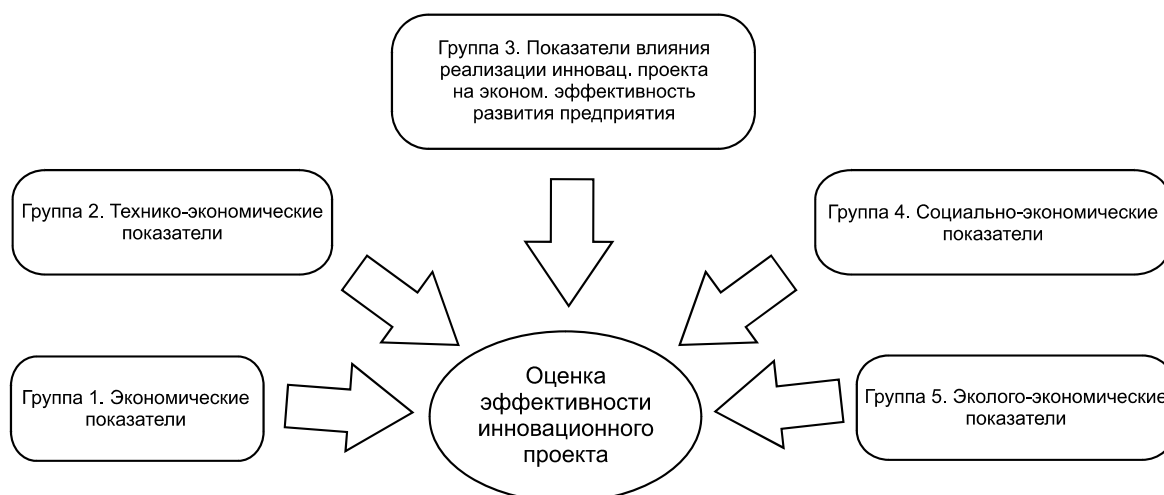 Группа 3. Показатели влияния
реализации инновац. проекта
на эконом. эффективность
развития предприятия
Группа 2. Технико-экономические
показатели
Группа 4. Социально-экономические
показатели
Группа 1. Экономические
показатели
Оценка
эффективности
инновационного
проекта
Группа 5. Эколого-экономические
показатели